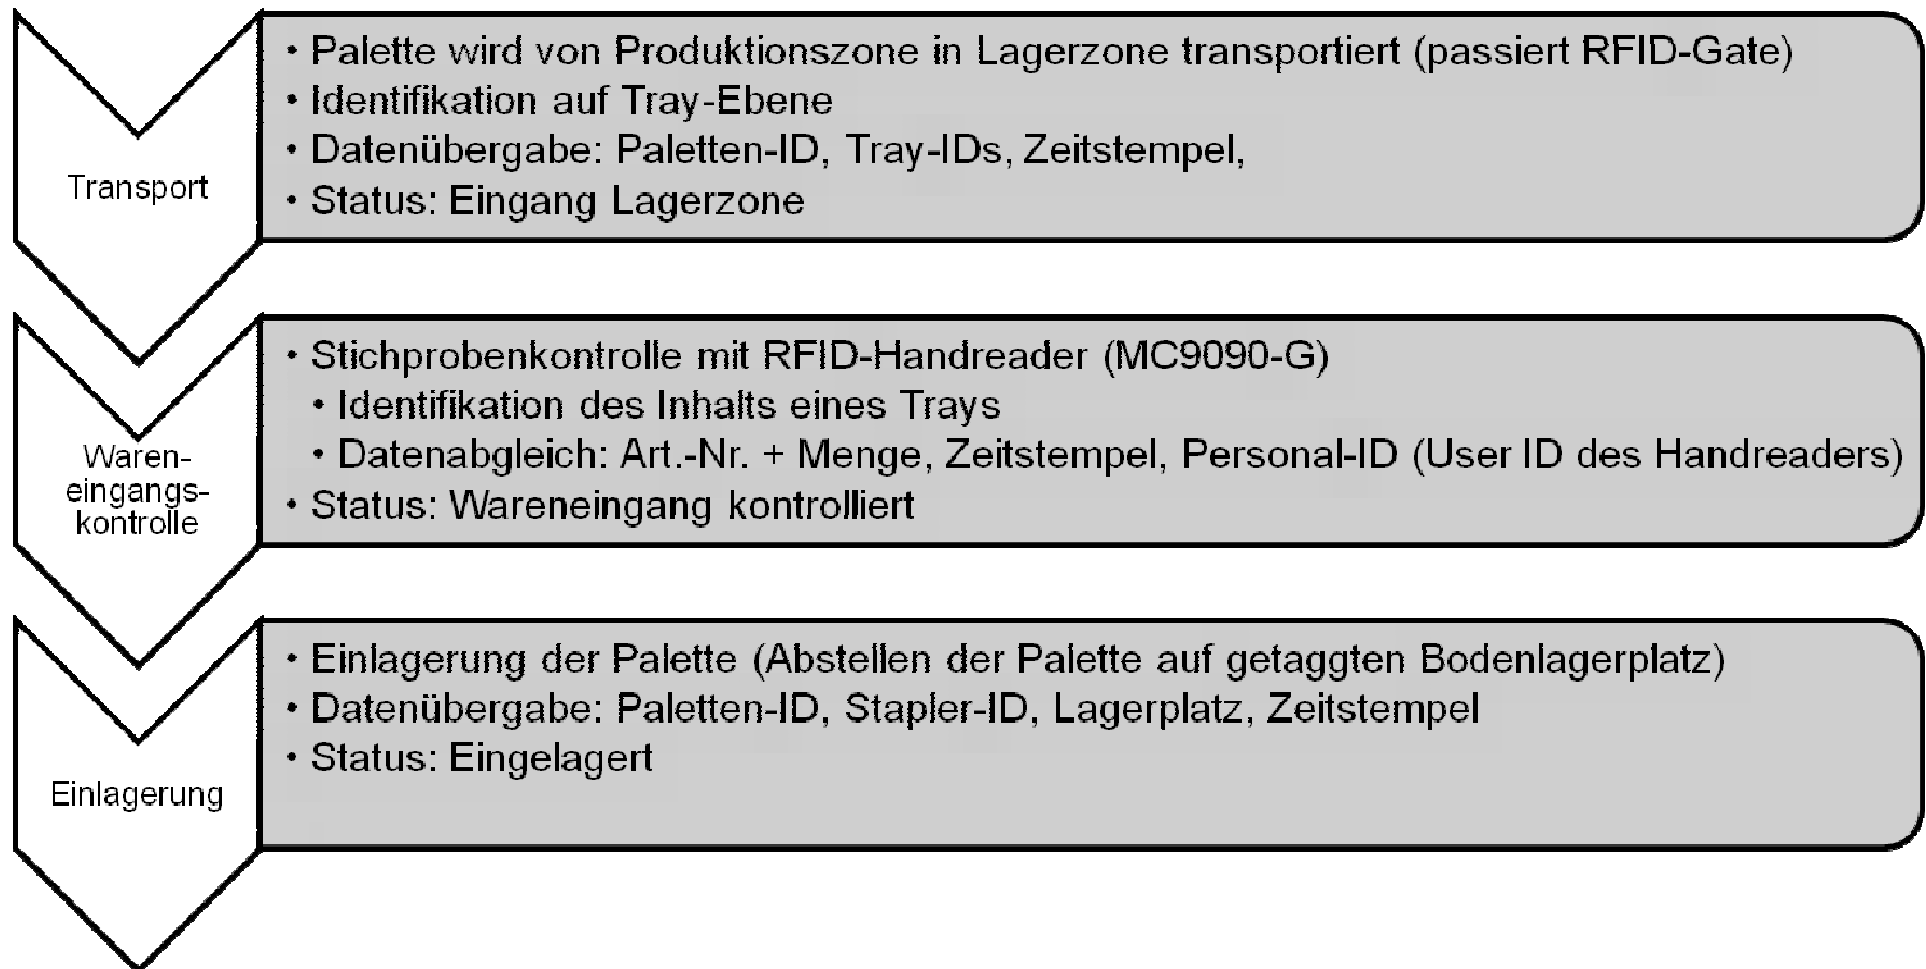 Transport
• Palette wird von Produktionszone in Lagerzone transportiert (passiert RFID-Gate)
• Identifikation auf Tray-Ebene
• Datenübergabe: Paletten-ID, Tray-IDs, Zeitstempel,
• Status: Eingang Lagerzone
Waren-
eingangs-
kontrolle
• Stichprobenkontrolle mit RFID-Handreader (MC9090-G)
• Identifikation des Inhalts eines Trays
• Datenabgleich: Art.-Nr. + Menge, Zeitstempel, Personal-ID (User ID des Handreaders)
• Status: Wareneingang kontrolliert
Einlagerung
• Einlagerung der Palette (Abstellen der Palette auf getaggten Bodenlagerplatz)
• Datenübergabe: Paletten-ID, Stapler-ID, Lagerplatz, Zeitstempel
• Status: Eingelagert